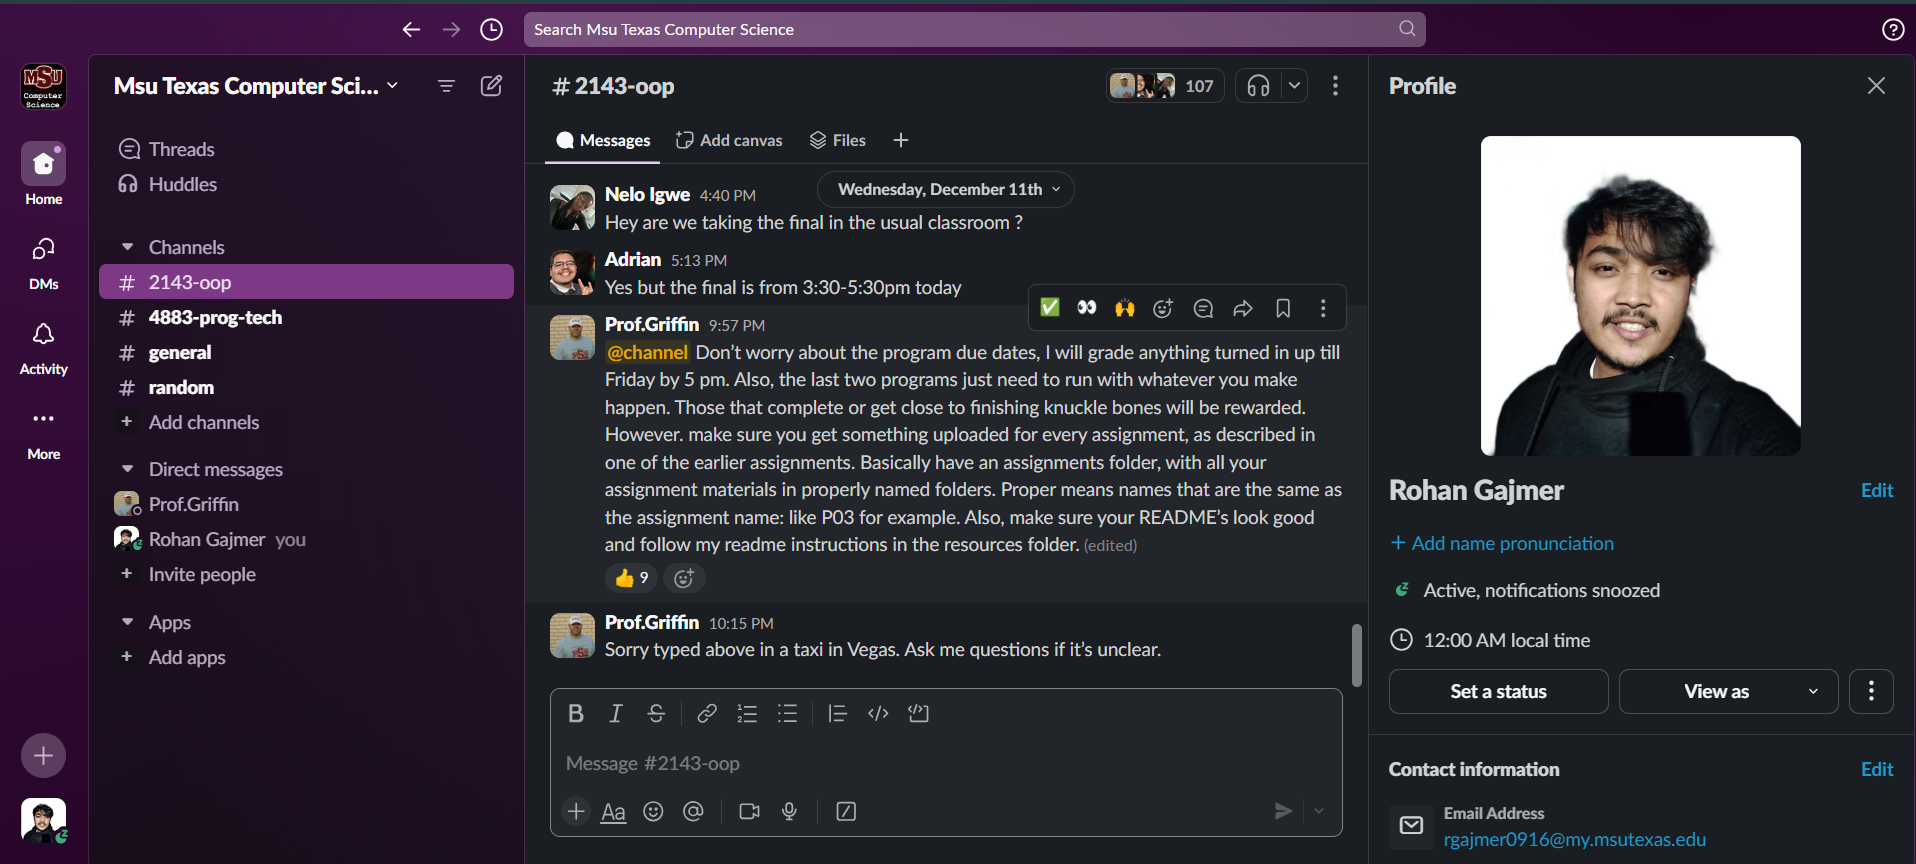 Search Msu Texas Computer Science
MSU
Computer
Science
Home
DMs
Activity
More
Msu Texas Computer Sci...
Threads
Huddles
Channels
# 2143-oop
# 4883-prog-tech
# general
# random
+ Add channels
Direct messages
Prof.Griffin
Rohan Gajmer you
+ Invite people
Apps
+ Add apps
# 2143-oop
107
Messages
Add canvas
Files
Wednesday, December 11th
Nelo Igwe 4:40 PM
Hey are we taking the final in the usual classroom ?
Adrian 5:13 PM
Yes but the final is from 3:30-5:30pm today
Prof.Griffin 9:57 PM
@channel Don't worry about the program due dates, I will grade anything turned in up till
Friday by 5 pm. Also, the last two programs just need to run with whatever you make
happen. Those that complete or get close to finishing knuckle bones will be rewarded.
However. make sure you get something uploaded for every assignment, as described in
one of the earlier assignments. Basically have an assignments folder, with all your
assignment materials in properly named folders. Proper means names that are the same as
the assignment name: like P03 for example. Also, make sure your README's look good
and follow my readme instructions in the resources folder. (edited)
👍 9
Prof.Griffin 10:15 PM
Sorry typed above in a taxi in Vegas. Ask me questions if it's unclear.
B I S
Message #2143-oop
Aa
Profile
Rohan Gajmer
Edit
+ Add name pronunciation
Active, notifications snoozed
12:00 AM local time
Set a status
View as
Contact information
Edit
Email Address
rgajmer0916@my.msutexas.edu